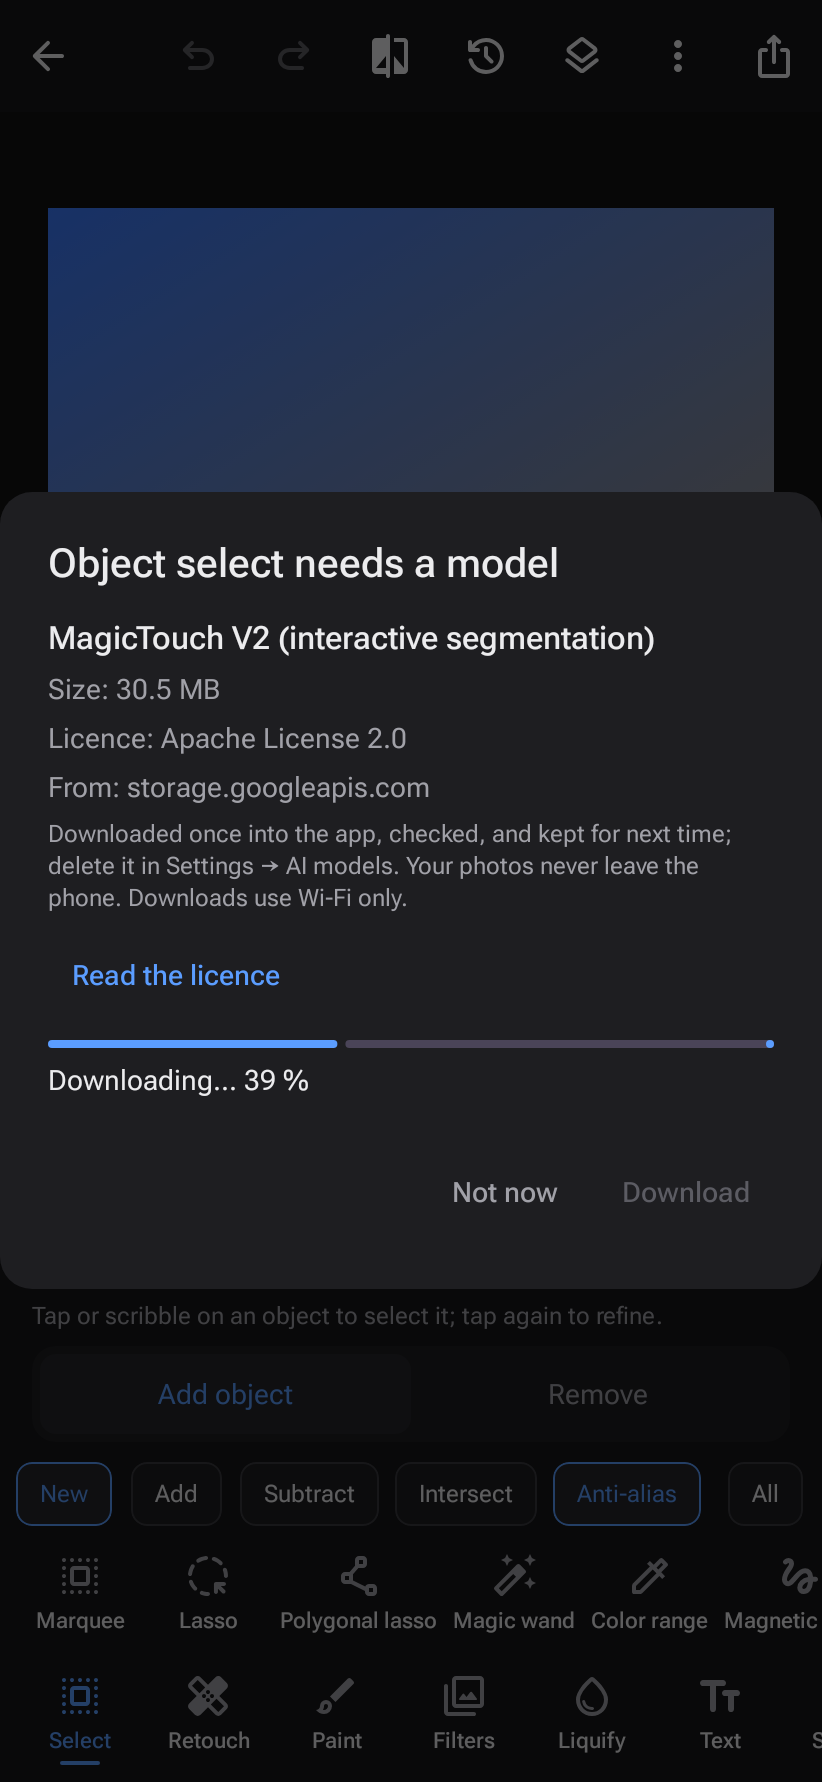 Object select needs a model
MagicTouch V2 (interactive segmentation)
Size: 30.5 MB
Licence: Apache License 2.0
From: storage.googleapis.com
Downloaded once into the app, checked, and kept for next time;
delete it in Settings → AI models. Your photos never leave the
phone. Downloads use Wi-Fi only.
Read the licence
Downloading... 39 %
Not now Download
Tap or scribble on an object to select it; tap again to refine.
Add object Remove
New Add Subtract Intersect Anti-alias All
Marquee Lasso Polygonal lasso Magic wand Color range Magnetic
Select Retouch Paint Filters Liquify Text